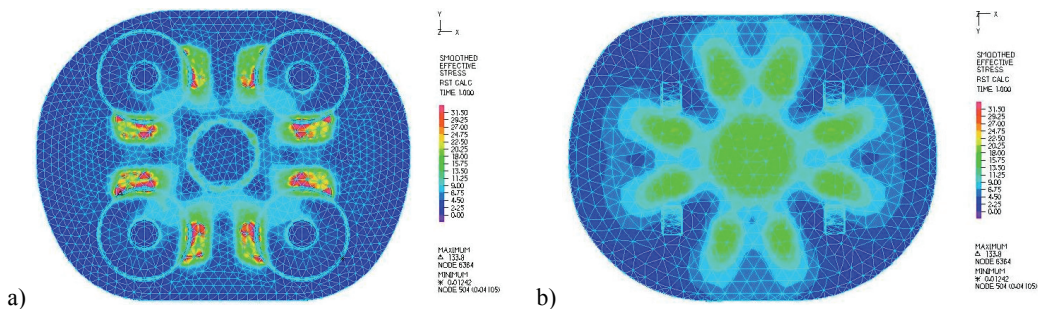 Y
Z X
SMOOTHED
EFFECTIVE
STRESS
RST CALC
TIME 1.000
31.50
29.25
27.00
24.75
22.50
20.25
18.00
15.75
13.50
11.25
9.00
6.75
4.50
2.25
0.00
MAXIMUM
133.8
NODE 6364
MINIMUM
0.01242
NODE 504 (0.04105)
a)
Z X
Y
SMOOTHED
EFFECTIVE
STRESS
RST CALC
TIME 1.000
31.50
29.25
27.00
24.75
22.50
20.25
18.00
15.75
13.50
11.25
9.00
6.75
4.50
2.25
0.00
MAXIMUM
133.8
NODE 6364
MINIMUM
0.01242
NODE 504 (0.04105)
b)